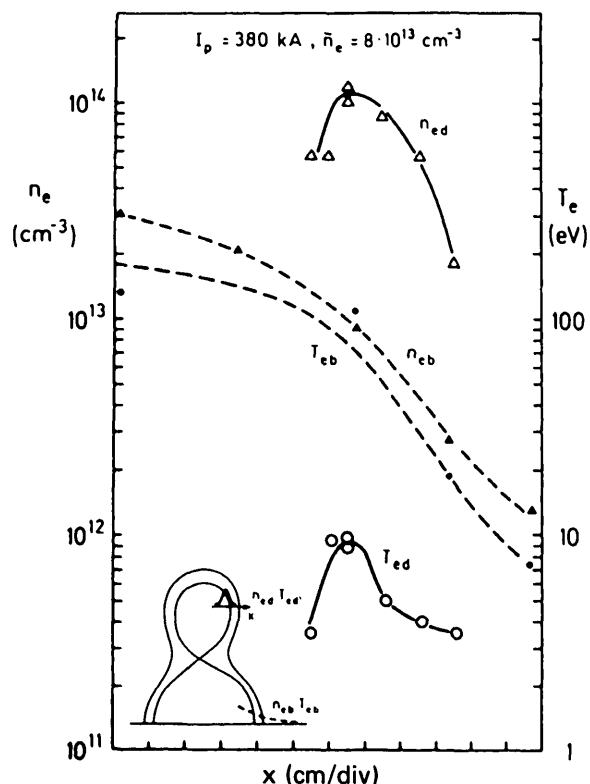 I_p = 380 kA , n̄_e = 8·10^13 cm^-3
10^14
n_e
(cm^-3)
10^13
10^12
10^11
T_e
(eV)
100
10
1
n_ed
T_eb
n_eb
T_ed
n_ed T_ed'
x
n_eb T_eb
x (cm/div)